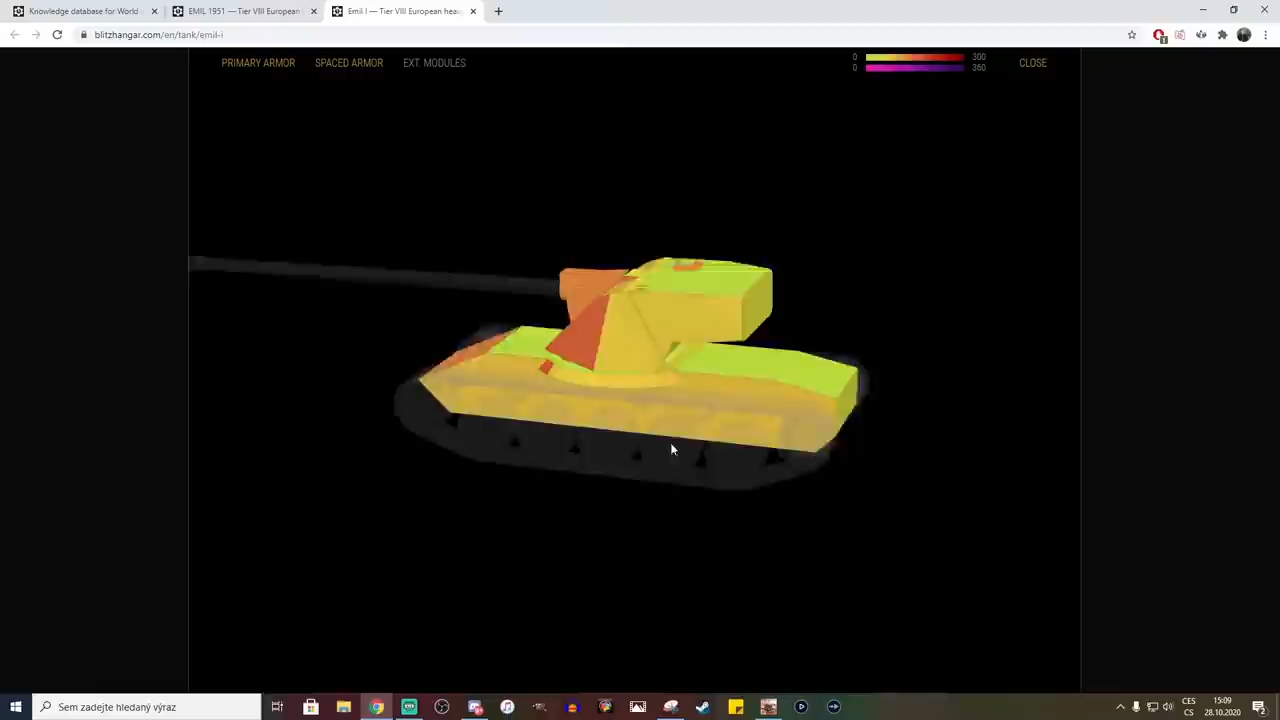 Knowledge database for World
EMIL 1951 — Tier VIII European
Emil I — Tier VIII European heav
blitzhangar.com/en/tank/emil-i
PRIMARY ARMOR SPACED ARMOR EXT. MODULES
0 300
0 360
CLOSE
Sem zadejte hledaný výraz
CES
CS
15:09
28.10.2020